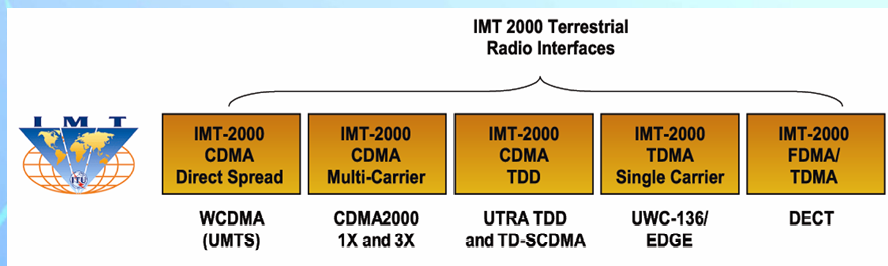 IMT 2000 Terrestrial
Radio Interfaces
I M T
ITU
IMT-2000
CDMA
Direct Spread
IMT-2000
CDMA
Multi-Carrier
IMT-2000
CDMA
TDD
IMT-2000
TDMA
Single Carrier
IMT-2000
FDMA/
TDMA
WCDMA
(UMTS)
CDMA2000
1X and 3X
UTRA TDD
and TD-SCDMA
UWC-136/
EDGE
DECT